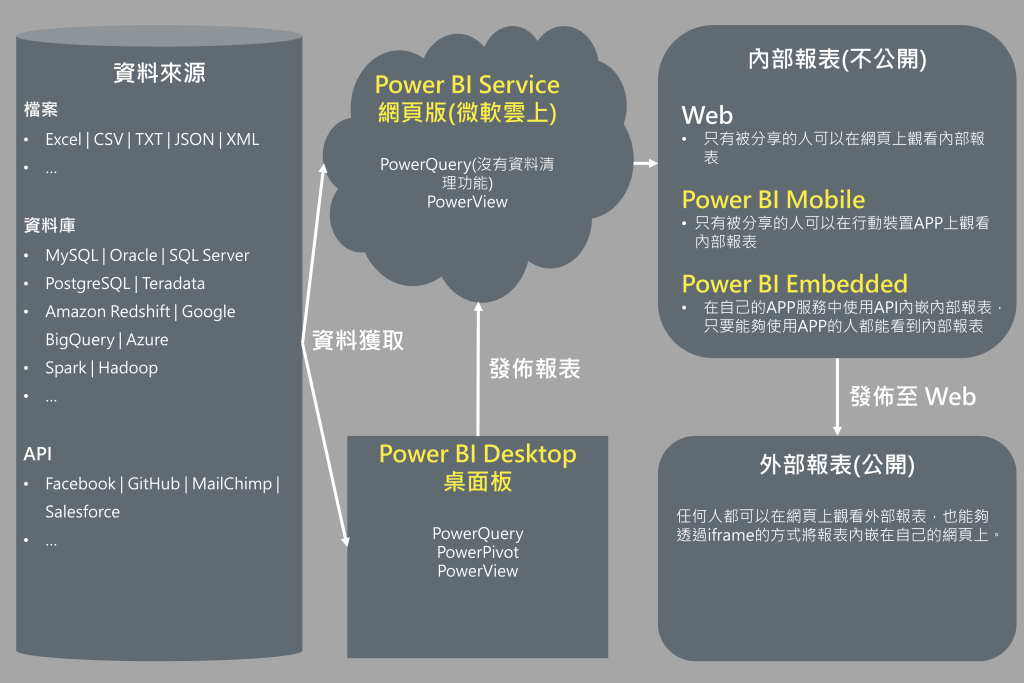 資料來源
檔案
• Excel | CSV | TXT | JSON | XML
• ...
資料庫
• MySQL | Oracle | SQL Server
• PostgreSQL | Teradata
• Amazon Redshift | Google
BigQuery | Azure
• Spark | Hadoop
• ...
API
• Facebook | GitHub | MailChimp |
Salesforce
• ...
資料獲取
Power BI Service
網頁版(微軟雲上)
PowerQuery(沒有資料清
理功能)
PowerView
發佈報表
Power BI Desktop
桌面板
PowerQuery
PowerPivot
PowerView
內部報表(不公開)
Web
• 只有被分享的人可以在網頁上觀看內部報
表
Power BI Mobile
• 只有被分享的人可以在行動裝置APP上觀看
內部報表
Power BI Embedded
• 在自己的APP服務中使用API內嵌內部報表，
只要能夠使用APP的人都能看到內部報表
發佈至 Web
外部報表(公開)
任何人都可以在網頁上觀看外部報表，也能夠
透過iframe的方式將報表內嵌在自己的網頁上。